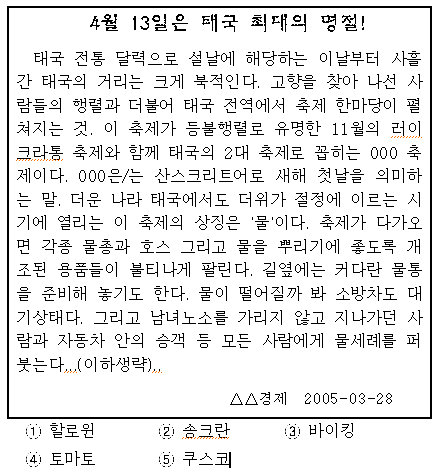 4월 13일은 태국 최대의 명절!
태국 전통 달력으로 설날에 해당하는 이날부터 사흘
간 태국의 거리는 크게 북적인다. 고향을 찾아 나선 사
람들의 행렬과 더불어 태국 전역에서 축제 한마당이 펼
쳐지는 것. 이 축제가 등불행렬로 유명한 11월의 러이
크라톰 축제와 함께 태국의 2대 축제로 꼽히는 000 축
제이다. 000은/는 산스크리트어로 새해 첫날을 의미하
는 말. 더운 나라 태국에서도 더위가 절정에 이르는 시
기에 열리는 이 축제의 상징은 '물'이다. 축제가 다가오
면 각종 물총과 호스 그리고 물을 뿌리기에 좋도록 개
조된 용품들이 불티나게 팔린다. 길옆에는 커다란 물통
을 준비해 놓기도 한다. 물이 떨어질까 봐 소방차도 대
기상태다. 그리고 남녀노소를 가리지 않고 지나가던 사
람과 자동차 안의 승객 등 모든 사람에게 물세례를 퍼
붓는다...(이하생략)..
△△경제 2005-03-28
① 할로윈 ② 송크란 ③ 바이킹
④ 토마토 ⑤ 쿠스코